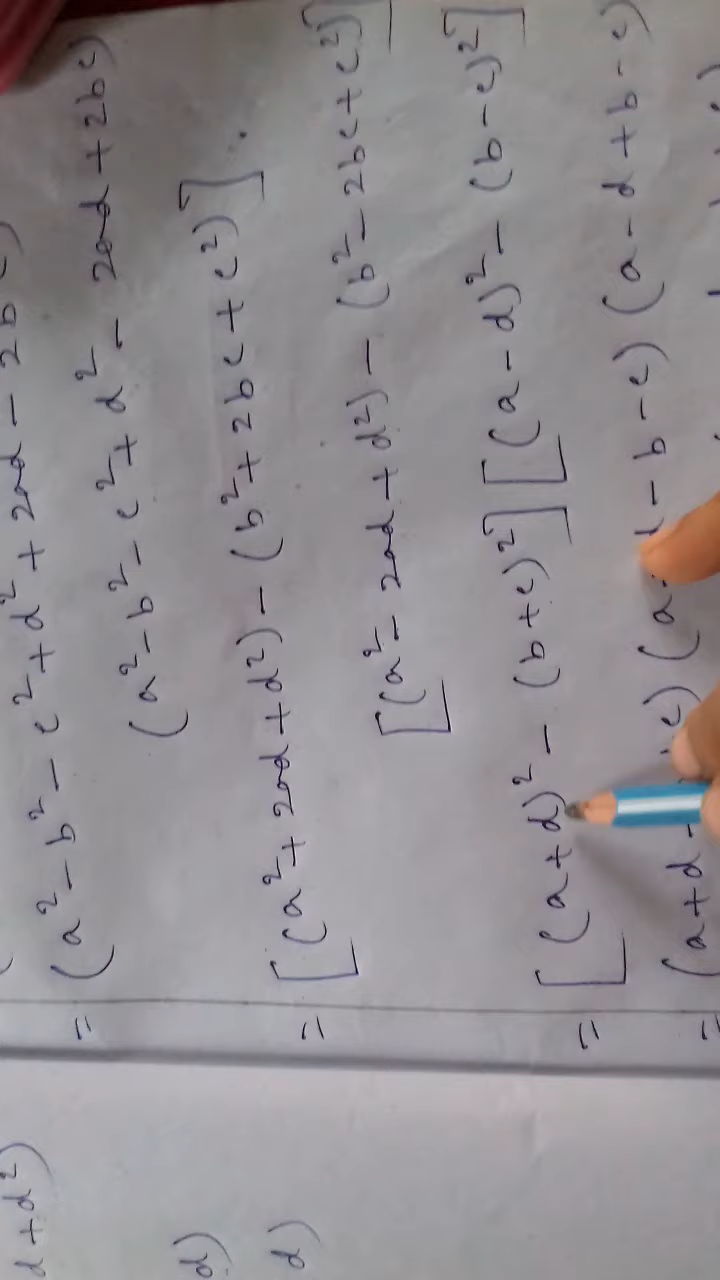 = (a² - b² - c² + d² + 2ad - 2bc)
(a² - b² - c² + d² - 2ad + 2bc)
= [(a² + 2ad + d²) - (b² + 2bc + c²)].
[(a² - 2ad + d²) - (b² - 2bc + c²)]
= [(a+d)² - (b+c)²] [(a-d)² - (b-c)²]
= (a+d - b-c) (a-d+b-c)
d + d²)
d)
d)